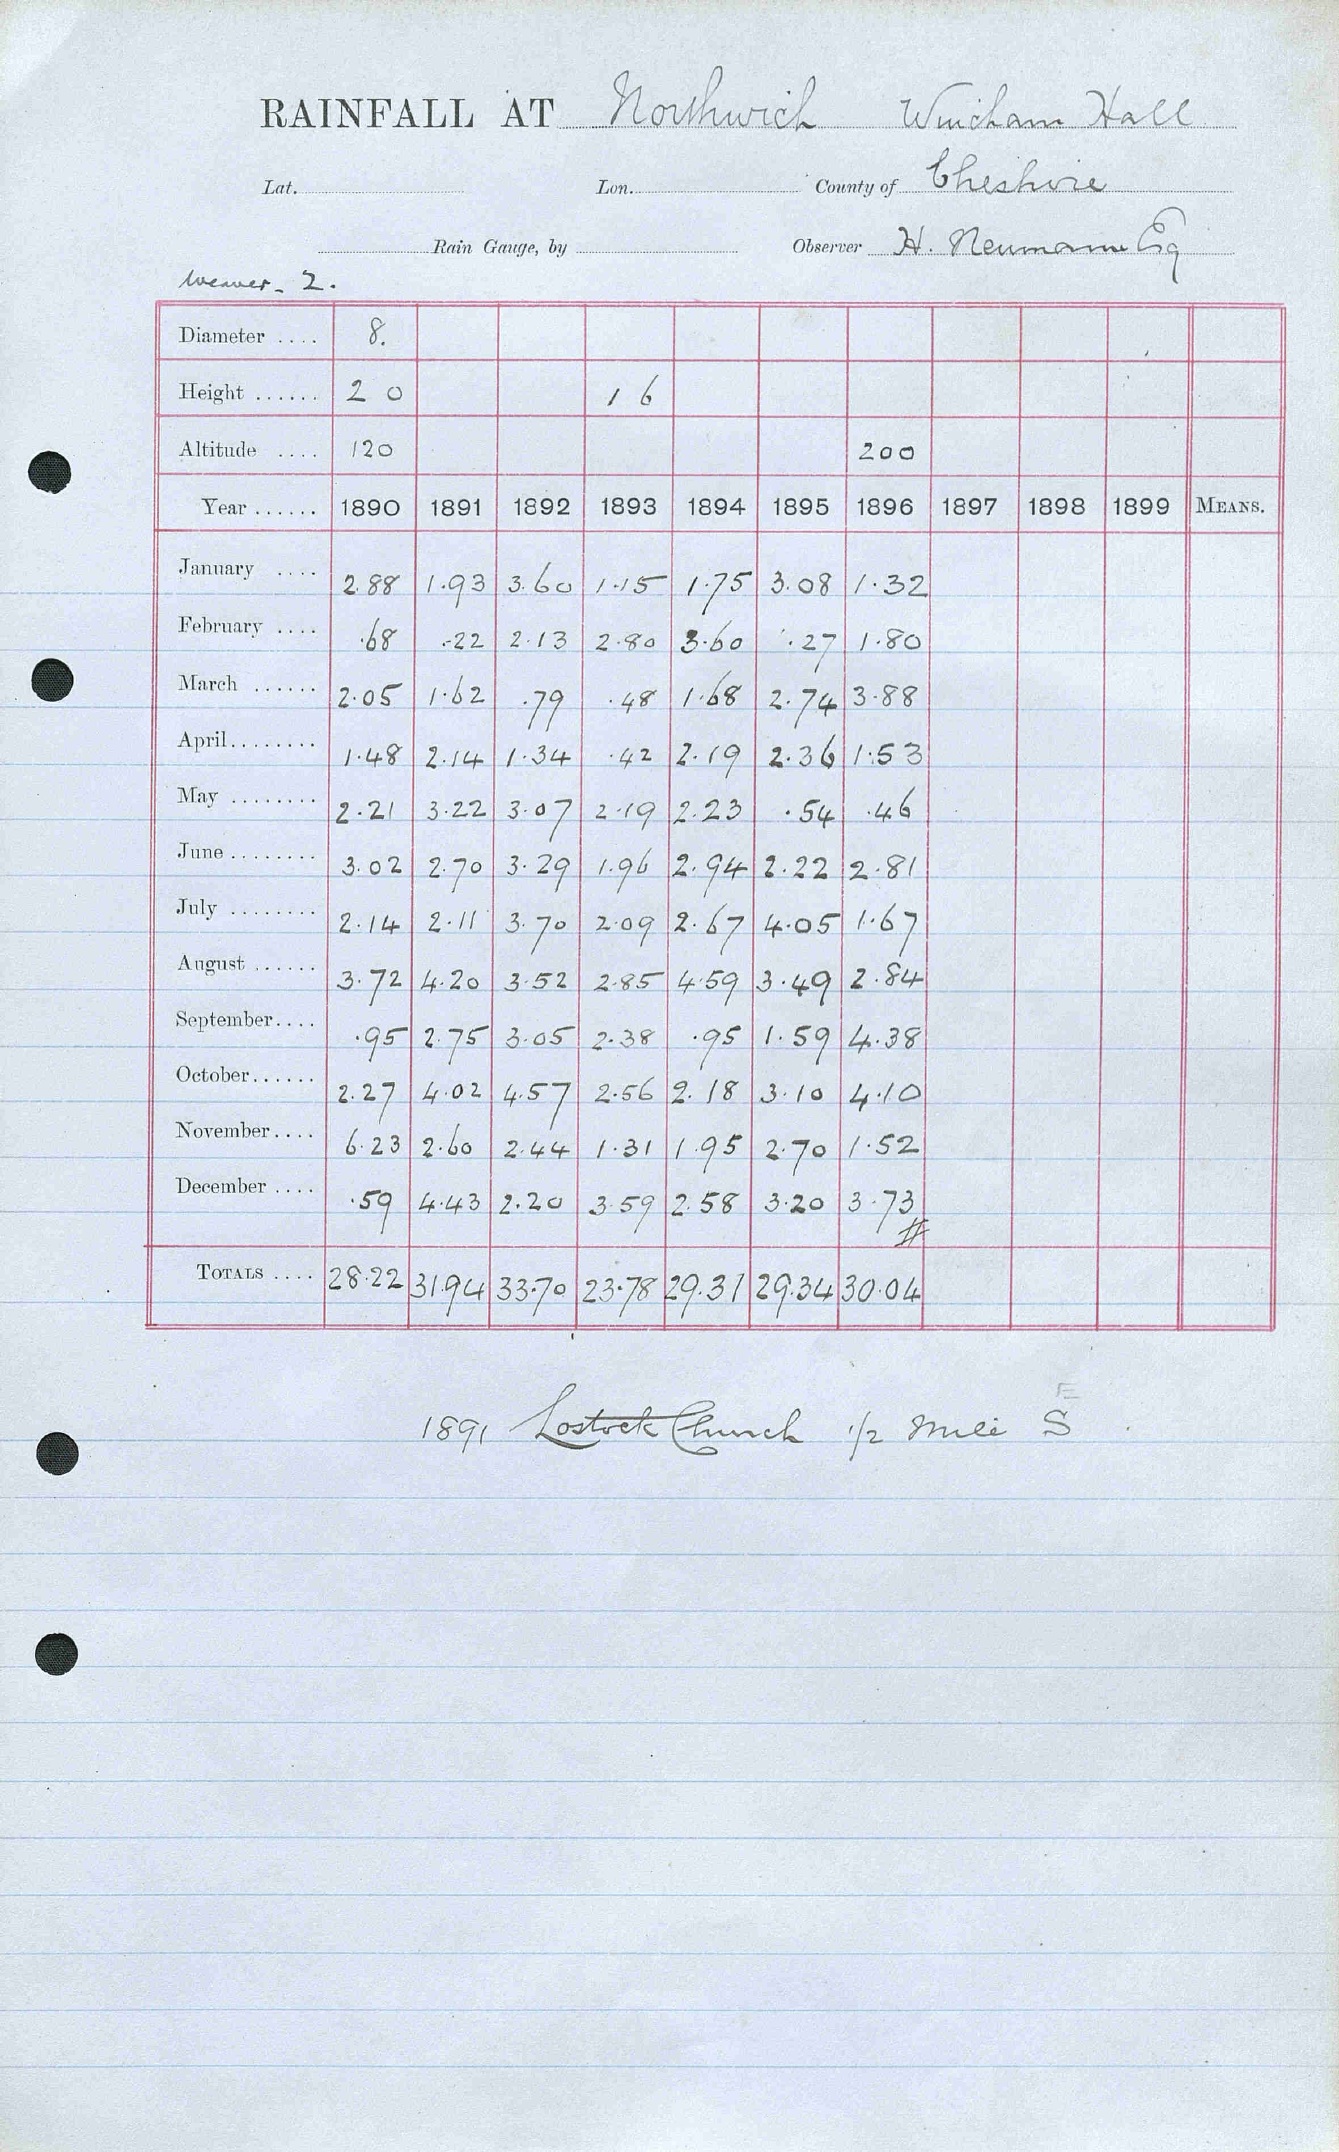 RAINFALL AT Northwich Wincham Hall
Lat. Lon. County of Cheshire
Rain Gauge, by Observer H. Neumann Esq
Weaver - 2.
Diameter .... 8.
Height ...... 2 0 1 6
Altitude .... 120 200
Year ...... 1890 1891 1892 1893 1894 1895 1896 1897 1898 1899 MEANS.
January .... 2.88 1.93 3.60 1.15 1.75 3.08 1.32
February .... .68 .22 2.13 2.80 3.60 .27 1.80
March ...... 2.05 1.62 .79 .48 1.68 2.74 3.88
April........ 1.48 2.14 1.34 .42 2.19 2.36 1.53
May ........ 2.21 3.22 3.07 2.19 2.23 .54 .46
June ........ 3.02 2.70 3.29 1.96 2.94 2.22 2.81
July ........ 2.14 2.11 3.70 2.09 2.67 4.05 1.67
August ...... 3.72 4.20 3.52 2.85 4.59 3.49 2.84
September.... .95 2.75 3.05 2.38 .95 1.59 4.38
October...... 2.27 4.02 4.57 2.56 2.18 3.10 4.10
November.... 6.23 2.60 2.44 1.31 1.95 2.70 1.52
December .... .59 4.43 2.20 3.59 2.58 3.20 3.73
#
TOTALS .... 28.22 31.94 33.70 23.78 29.31 29.34 30.04
E
1891 Lostock Church 1/2 mile S